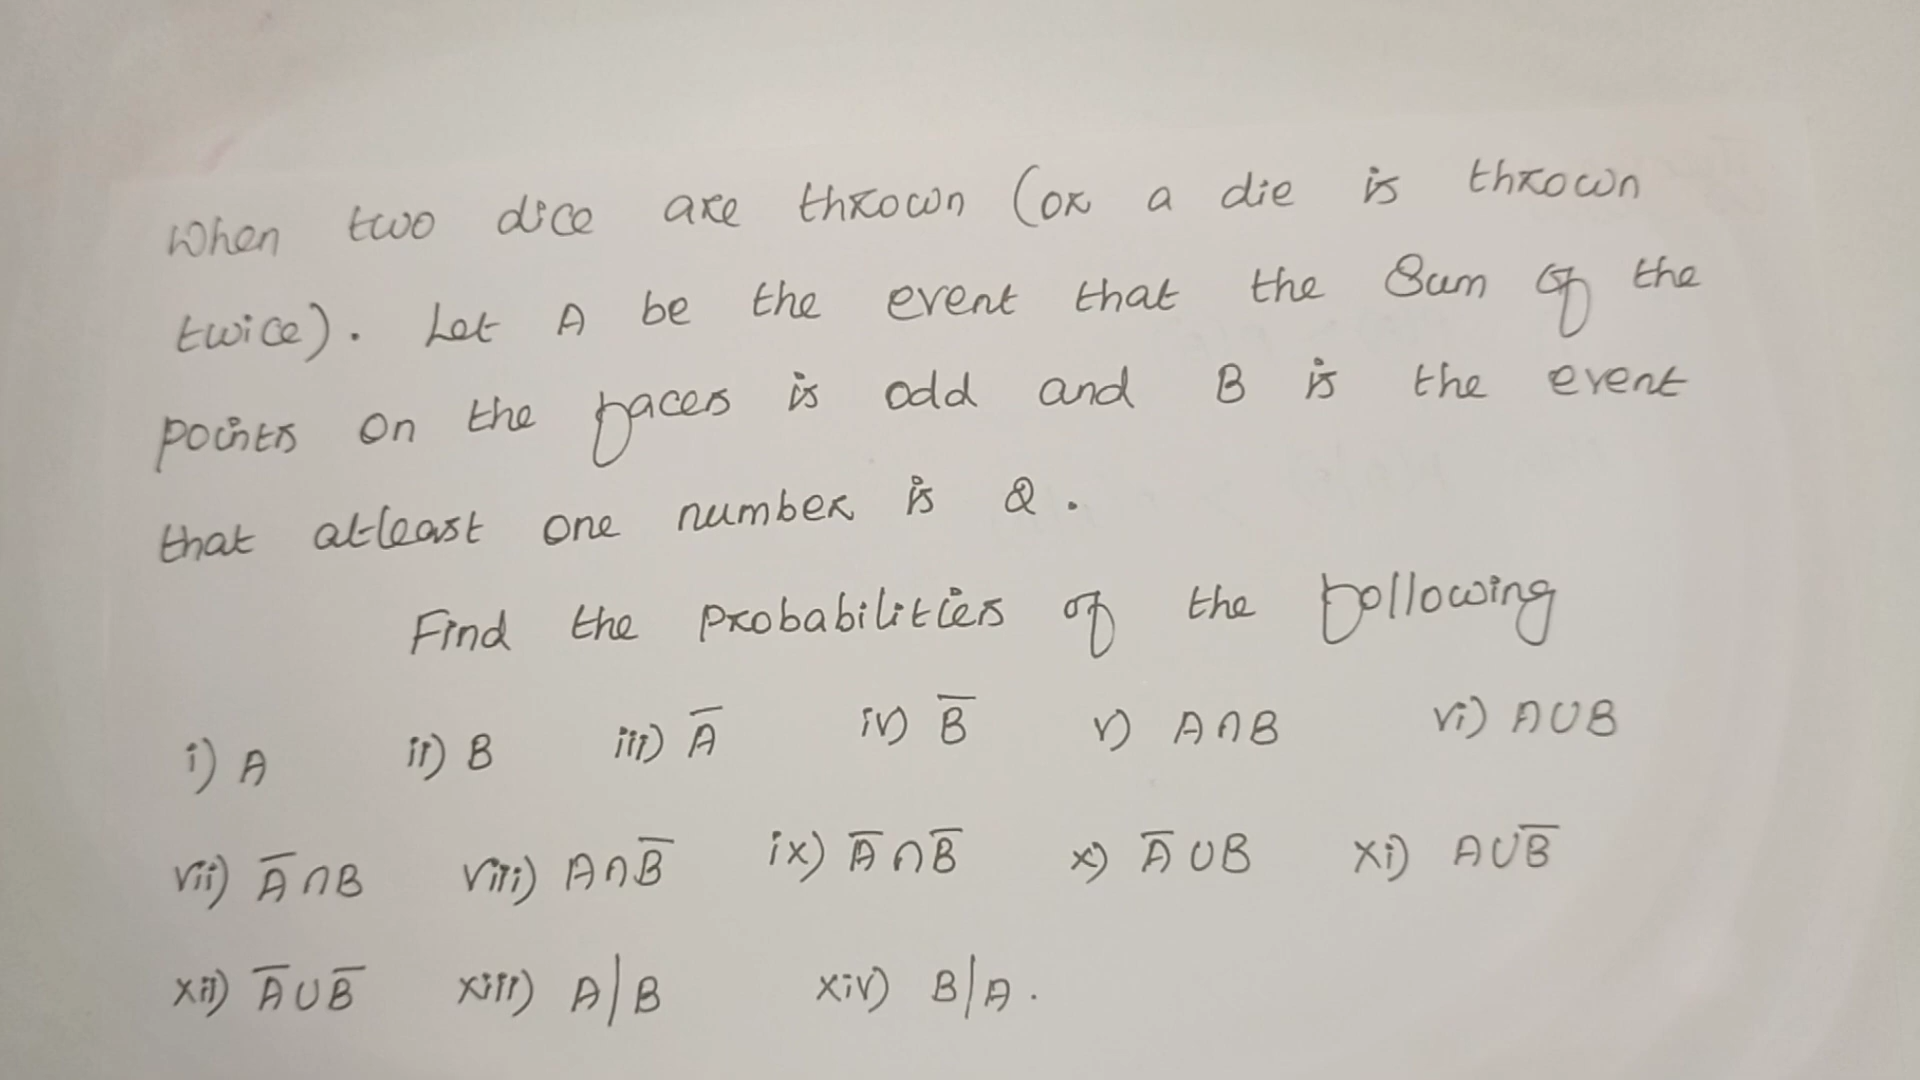 When two dice are thrown (or a die is thrown
twice). Let A be the event that the Sum of the
points on the faces is odd and B is the event
that atleast one number is 2.
Find the probabilities of the following
i) A ii) B iii) A̅ iv) B̅ v) A∩B vi) A∪B
vii) A̅∩B viii) A∩B̅ ix) A̅∩B̅ x) A̅∪B xi) A∪B̅
xii) A̅∪B̅ xiii) A|B xiv) B|A.